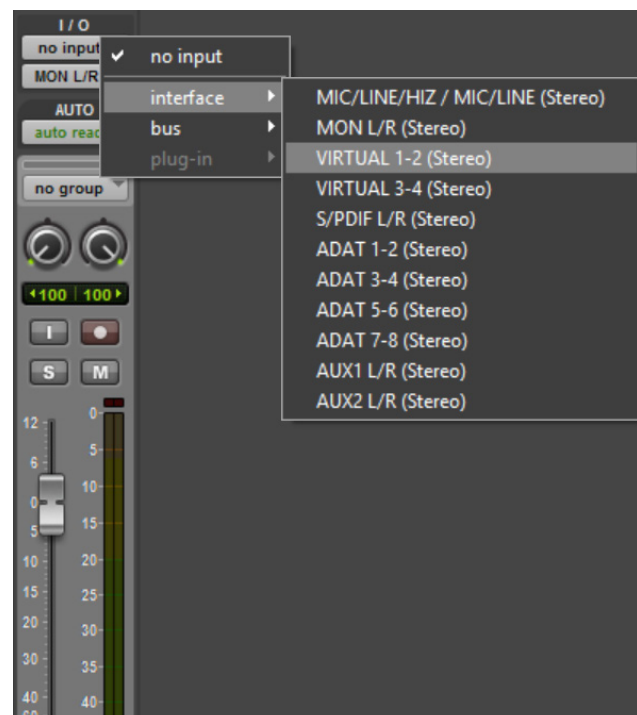 I / O
no input
MON L/R
AUTO
auto read
no group
100 100
I
S M
12
6
0
5
10
15
20
30
40
60
0
5
10
15
20
25
30
35
40
no input
interface
bus
plug-in
MIC/LINE/HIZ / MIC/LINE (Stereo)
MON L/R (Stereo)
VIRTUAL 1-2 (Stereo)
VIRTUAL 3-4 (Stereo)
S/PDIF L/R (Stereo)
ADAT 1-2 (Stereo)
ADAT 3-4 (Stereo)
ADAT 5-6 (Stereo)
ADAT 7-8 (Stereo)
AUX1 L/R (Stereo)
AUX2 L/R (Stereo)